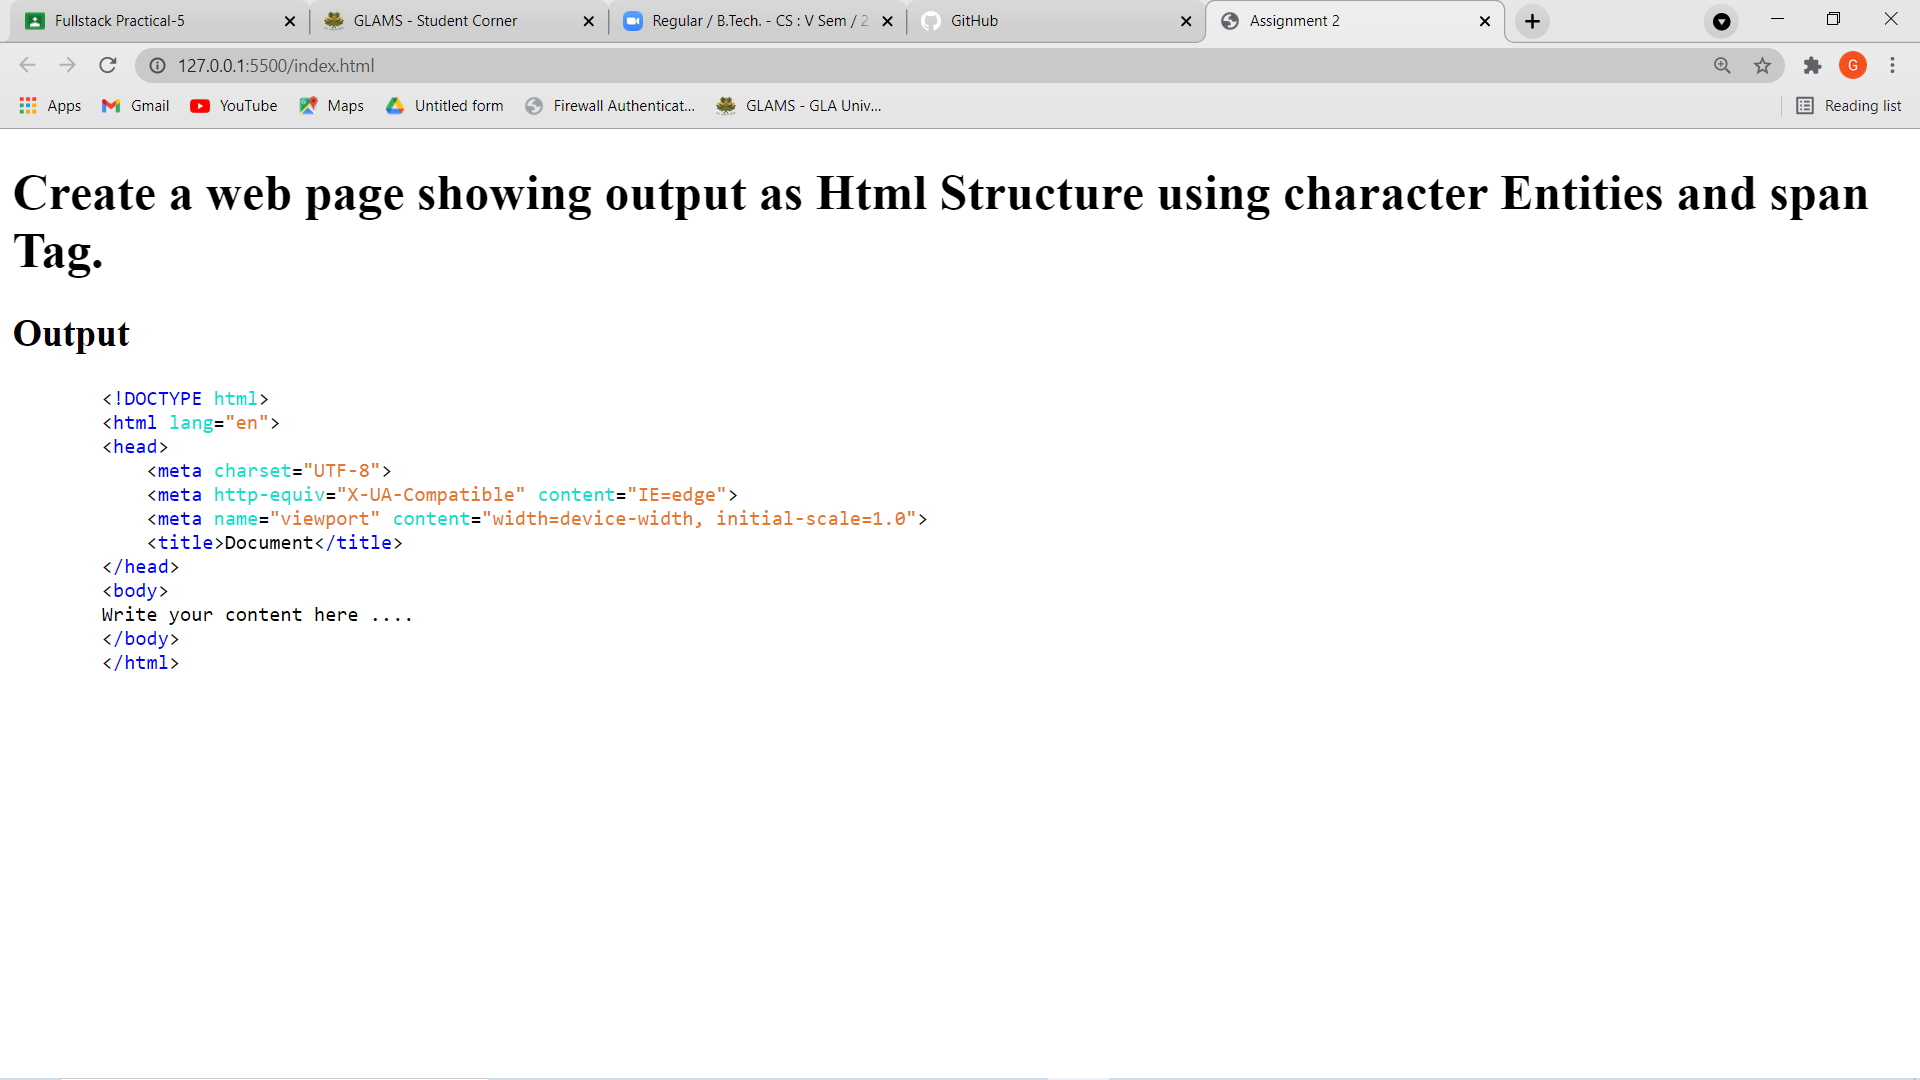 Fullstack Practical-5
GLAMS - Student Corner
Regular / B.Tech. - CS : V Sem / 2
GitHub
Assignment 2
127.0.0.1:5500/index.html
G
Apps
Gmail
YouTube
Maps
Untitled form
Firewall Authenticat...
GLAMS - GLA Univ...
Reading list
Create a web page showing output as Html Structure using character Entities and span
Tag.
Output
<!DOCTYPE html>
<html lang="en">
<head>
    <meta charset="UTF-8">
    <meta http-equiv="X-UA-Compatible" content="IE=edge">
    <meta name="viewport" content="width=device-width, initial-scale=1.0">
    <title>Document</title>
</head>
<body>
Write your content here ....
</body>
</html>